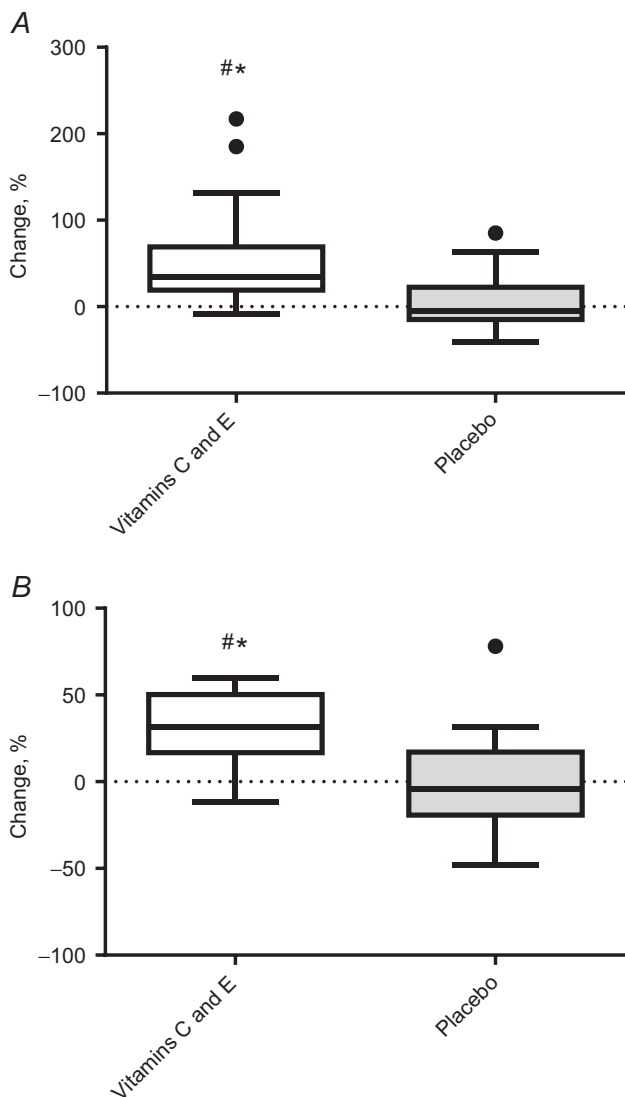 A
300
#*
200
Change, %
100
0
–100
Vitamins C and E
Placebo
B
100
#*
50
Change, %
0
–50
–100
Vitamins C and E
Placebo